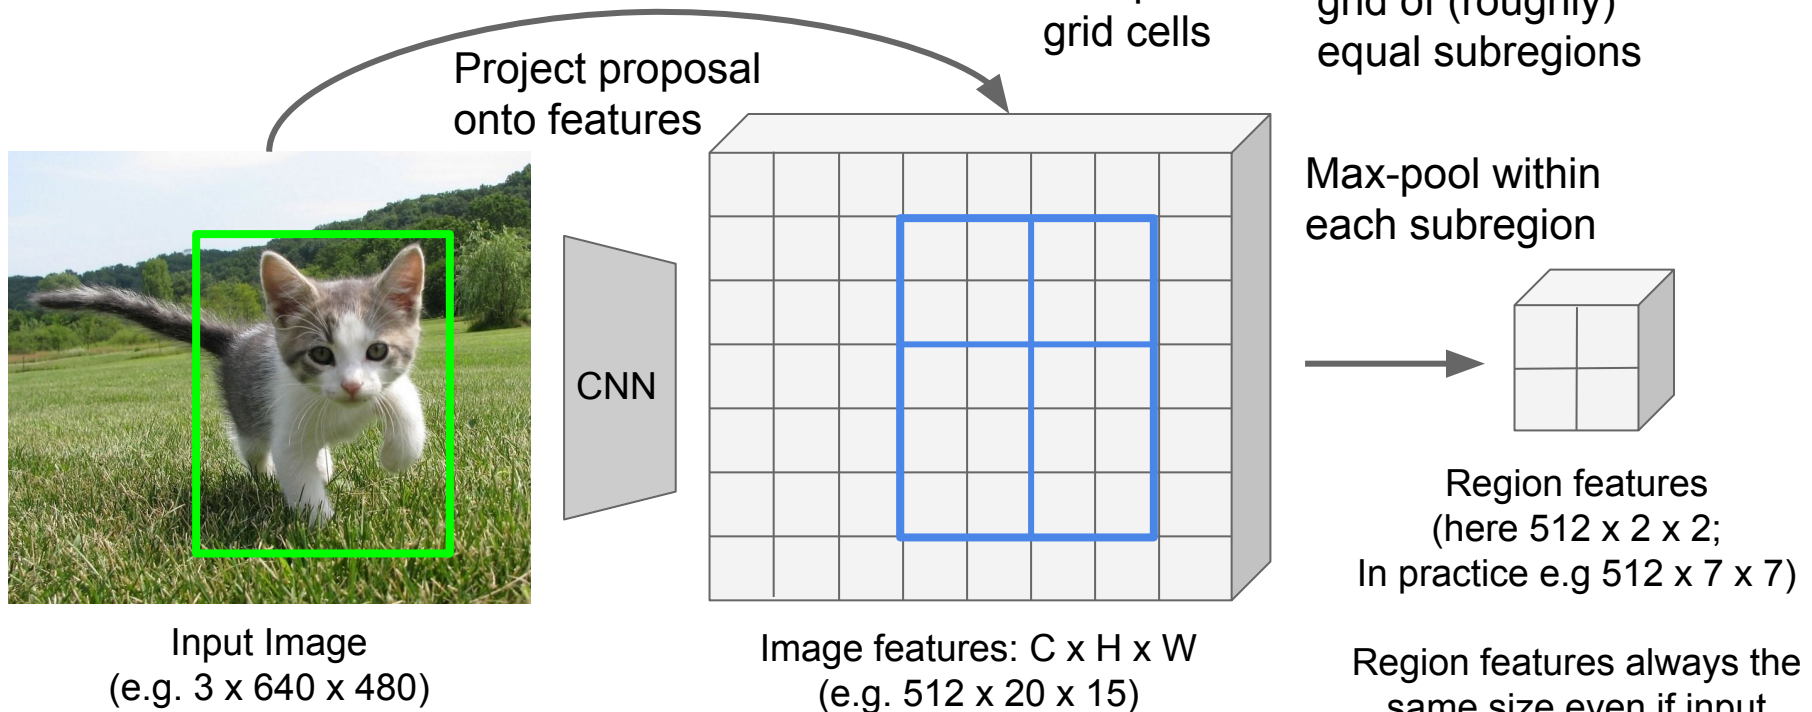 grid cells
grid of (roughly)
equal subregions
Project proposal
onto features
Max-pool within
each subregion
CNN
Region features
(here 512 x 2 x 2;
In practice e.g 512 x 7 x 7)
Input Image
(e.g. 3 x 640 x 480)
Image features: C x H x W
(e.g. 512 x 20 x 15)
Region features always the
same size even if input